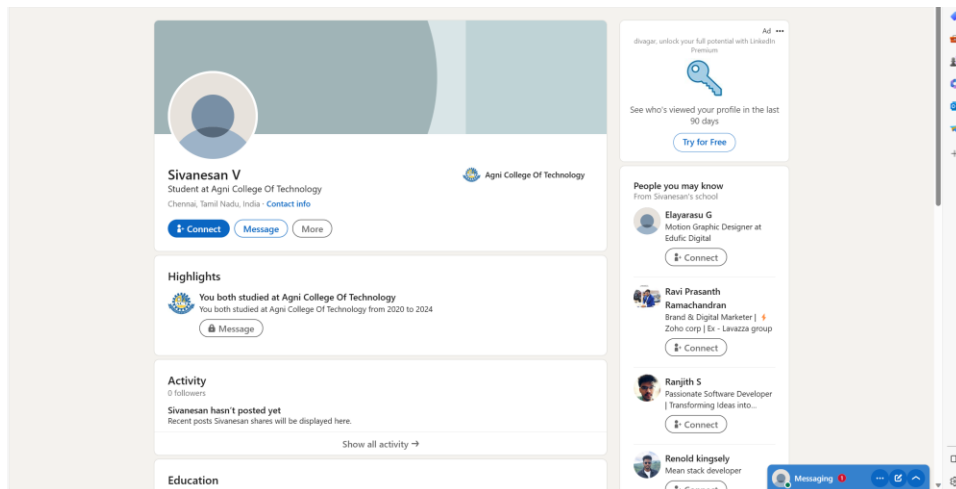 Sivanesan V
Student at Agni College Of Technology
Chennai, Tamil Nadu, India · Contact info
Connect
Message
More
Agni College Of Technology
Highlights
You both studied at Agni College Of Technology
You both studied at Agni College Of Technology from 2020 to 2024
Message
Activity
0 followers
Sivanesan hasn't posted yet
Recent posts Sivanesan shares will be displayed here.
Show all activity →
Education
Ad
divagar, unlock your full potential with LinkedIn
Premium
See who's viewed your profile in the last
90 days
Try for Free
People you may know
From Sivanesan's school
Elayarasu G
Motion Graphic Designer at
Edufic Digital
Connect
Ravi Prasanth
Ramachandran
Brand & Digital Marketer |
Zoho corp | Ex - Lavazza group
Connect
Ranjith S
Passionate Software Developer
| Transforming Ideas into...
Connect
Renold kingsely
Mean stack developer
Connect
Messaging